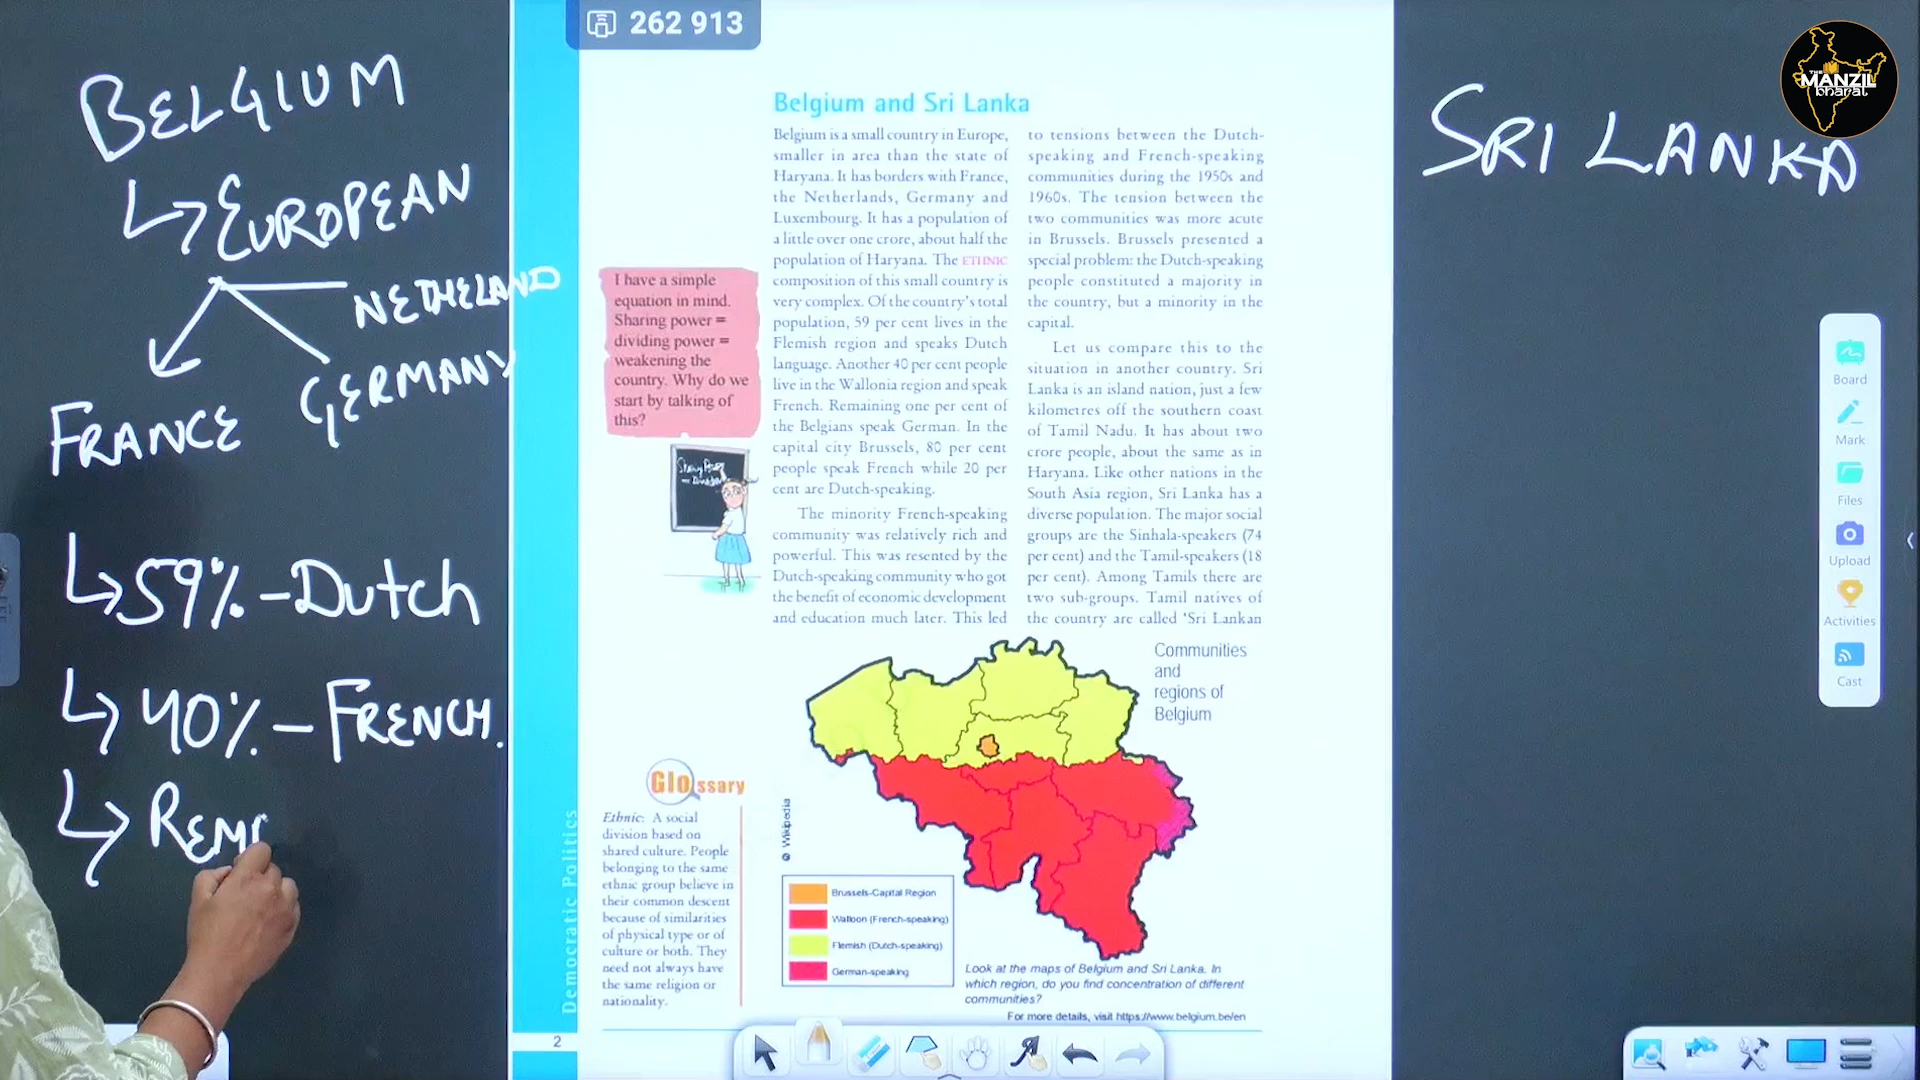 BELGIUM
EUROPEAN
NETHELAND
GERMANY
FRANCE
59% - Dutch
40% - FRENCH.
REM
262 913
Belgium and Sri Lanka
Belgium is a small country in Europe,
smaller in area than the state of
Haryana. It has borders with France,
the Netherlands, Germany and
Luxembourg. It has a population of
a little over one crore, about half the
population of Haryana. The ETHNIC
composition of this small country is
very complex. Of the country's total
population, 59 per cent lives in the
Flemish region and speaks Dutch
language. Another 40 per cent people
live in the Wallonia region and speak
French. Remaining one per cent of
the Belgians speak German. In the
capital city Brussels, 80 per cent
people speak French while 20 per
cent are Dutch-speaking.
The minority French-speaking
community was relatively rich and
powerful. This was resented by the
Dutch-speaking community who got
the benefit of economic development
and education much later. This led
to tensions between the Dutch-
speaking and French-speaking
communities during the 1950s and
1960s. The tension between the
two communities was more acute
in Brussels. Brussels presented a
special problem: the Dutch-speaking
people constituted a majority in
the country, but a minority in the
capital.
Let us compare this to the
situation in another country. Sri
Lanka is an island nation, just a few
kilometres off the southern coast
of Tamil Nadu. It has about two
crore people, about the same as in
Haryana. Like other nations in the
South Asia region, Sri Lanka has a
diverse population. The major social
groups are the Sinhala-speakers (74
per cent) and the Tamil-speakers (18
per cent). Among Tamils there are
two sub-groups. Tamil natives of
the country are called 'Sri Lankan
I have a simple
equation in mind.
Sharing power =
dividing power =
weakening the
country. Why do we
start by talking of
this?
Communities
and
regions of
Belgium
Glossary
Ethnic: A social
division based on
shared culture. People
belonging to the same
ethnic group believe in
their common descent
because of similarities
of physical type or of
culture or both. They
need not always have
the same religion or
nationality.
© Wikipedia
Brussels-Capital Region
Walloon (French-speaking)
Flemish (Dutch-speaking)
German-speaking
Look at the maps of Belgium and Sri Lanka. In
which region, do you find concentration of different
communities?
For more details, visit https://www.belgium.be/en
Democratic Politics
2
SRI LANKA
THE
MANZIL
bharat
Board
Mark
Files
Upload
Activities
Cast